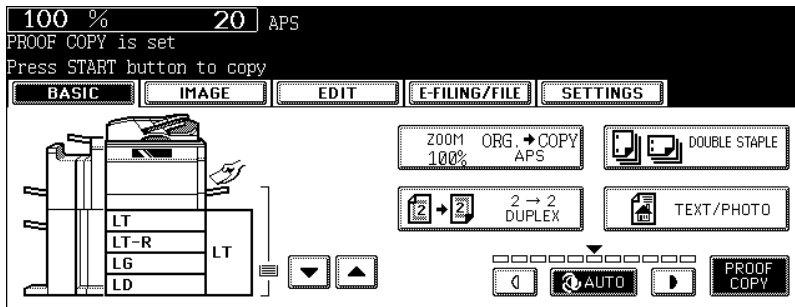 100 % 20 APS
PROOF COPY is set
Press START button to copy
BASIC IMAGE EDIT E-FILING/FILE SETTINGS
ZOOM ORG.➔COPY
100% APS
DOUBLE STAPLE
2➔2 2→2
DUPLEX
TEXT/PHOTO
LT
LT-R
LG
LD
LT
AUTO
PROOF
COPY